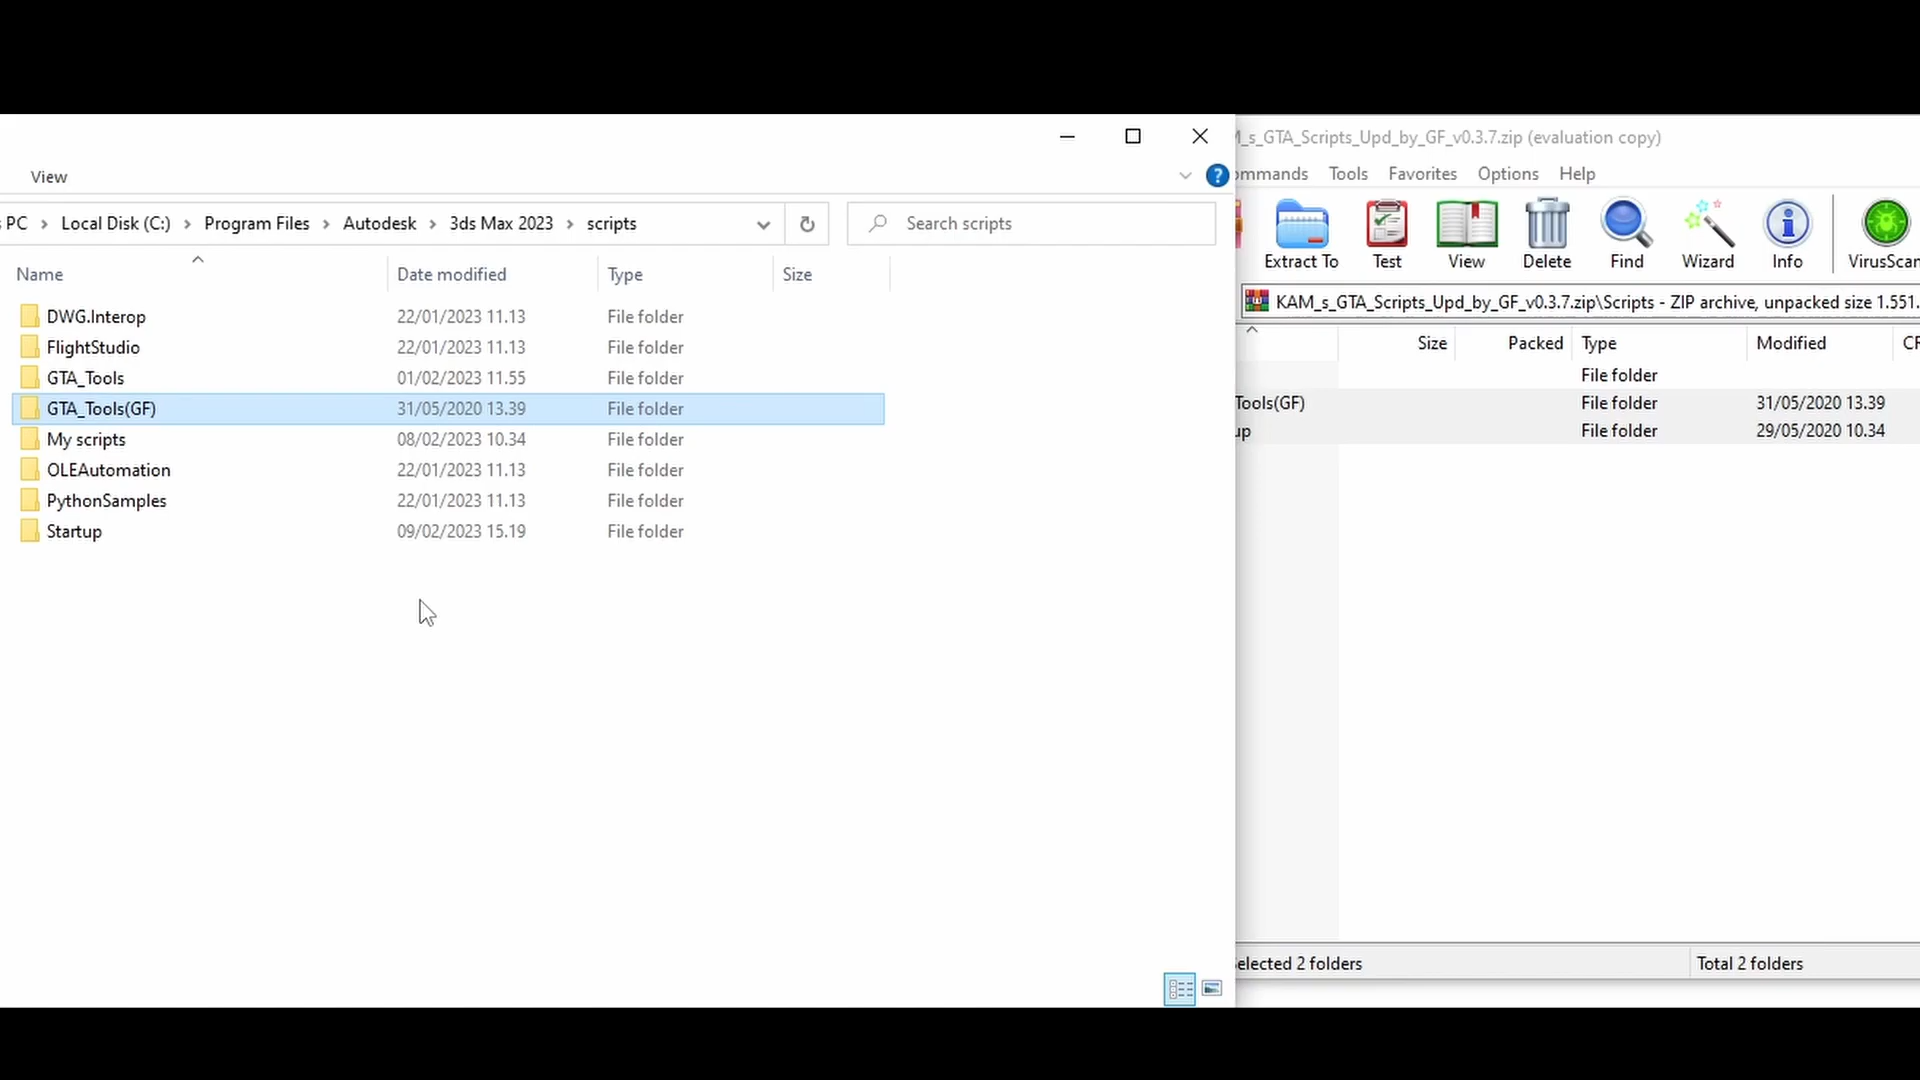 View
?
PC > Local Disk (C:) > Program Files > Autodesk > 3ds Max 2023 > scripts
Search scripts
Name Date modified Type Size
DWG.Interop 22/01/2023 11.13 File folder
FlightStudio 22/01/2023 11.13 File folder
GTA_Tools 01/02/2023 11.55 File folder
GTA_Tools(GF) 31/05/2020 13.39 File folder
My scripts 08/02/2023 10.34 File folder
OLEAutomation 22/01/2023 11.13 File folder
PythonSamples 22/01/2023 11.13 File folder
Startup 09/02/2023 15.19 File folder
M_s_GTA_Scripts_Upd_by_GF_v0.3.7.zip (evaluation copy)
ommands Tools Favorites Options Help
Extract To Test View Delete Find Wizard Info VirusScan
KAM_s_GTA_Scripts_Upd_by_GF_v0.3.7.zip\Scripts - ZIP archive, unpacked size 1.551.
Size Packed Type Modified CR
File folder
Tools(GF) File folder 31/05/2020 13.39
up File folder 29/05/2020 10.34
elected 2 folders Total 2 folders